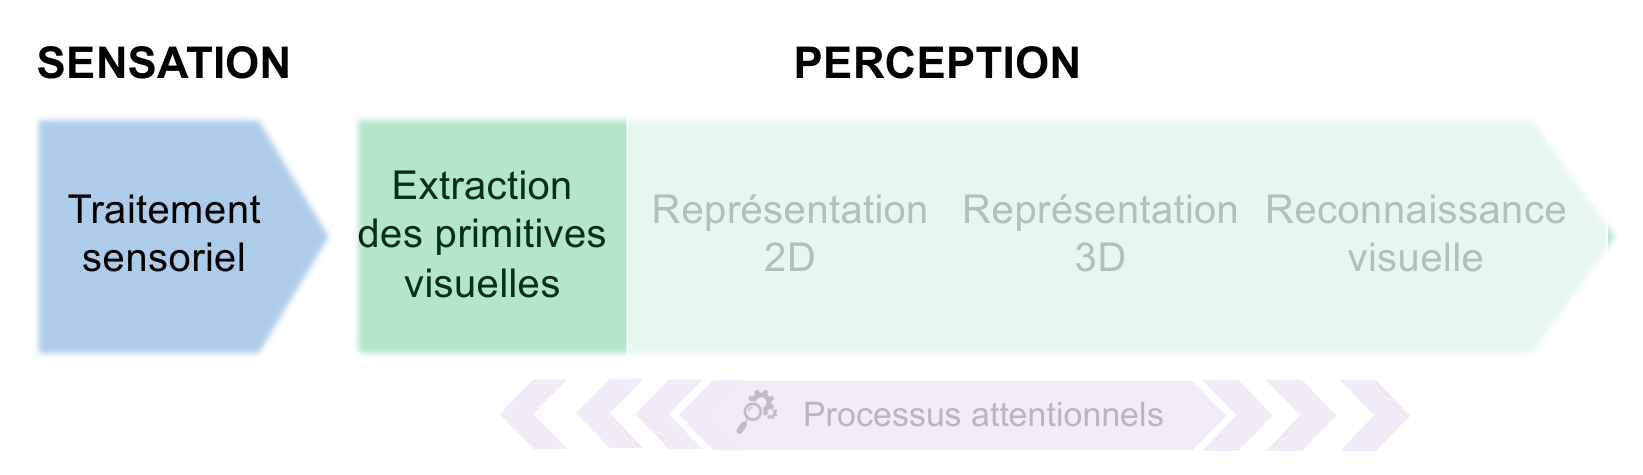 SENSATION
PERCEPTION
Traitement
sensoriel
Extraction
des primitives
visuelles
Représentation
2D
Représentation
3D
Reconnaissance
visuelle
Processus attentionnels